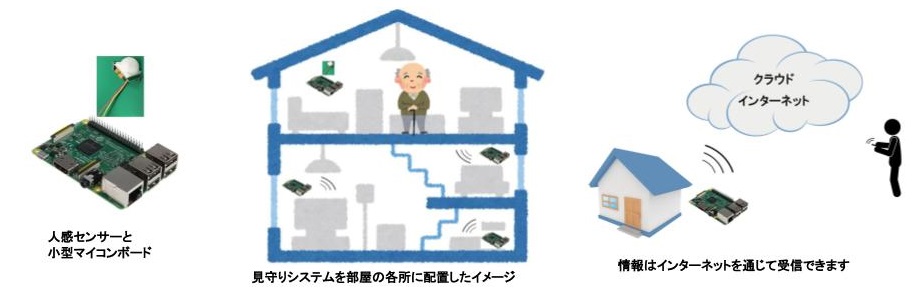 クラウド
インターネット
人感センサーと
小型マイコンボード
見守りシステムを部屋の各所に配置したイメージ
情報はインターネットを通じて受信できます